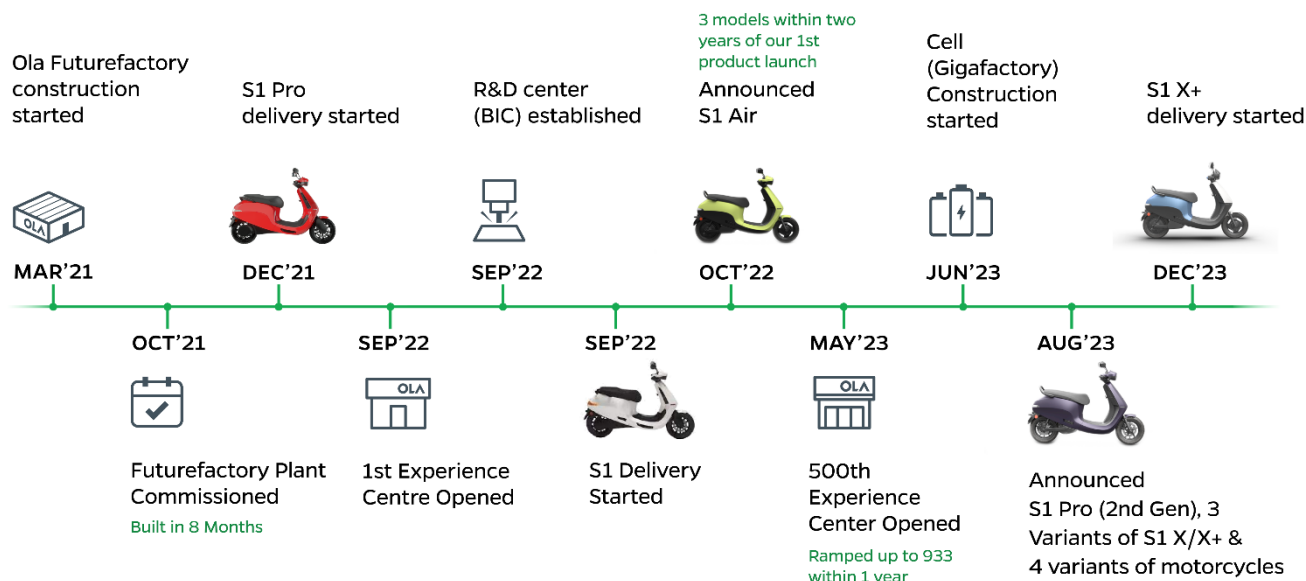 Ola Futurefactory
construction
started
OLA
MAR'21
OCT'21
Futurefactory Plant
Commissioned
Built in 8 Months
S1 Pro
delivery started
DEC'21
SEP'22
OLA
1st Experience
Centre Opened
R&D center
(BIC) established
SEP'22
SEP'22
S1 Delivery
Started
3 models within two
years of our 1st
product launch
Announced
S1 Air
OCT'22
MAY'23
OLA
500th
Experience
Center Opened
Ramped up to 933
within 1 year
Cell
(Gigafactory)
Construction
started
JUN'23
AUG'23
Announced
S1 Pro (2nd Gen), 3
Variants of S1 X/X+ &
4 variants of motorcycles
S1 X+
delivery started
DEC'23